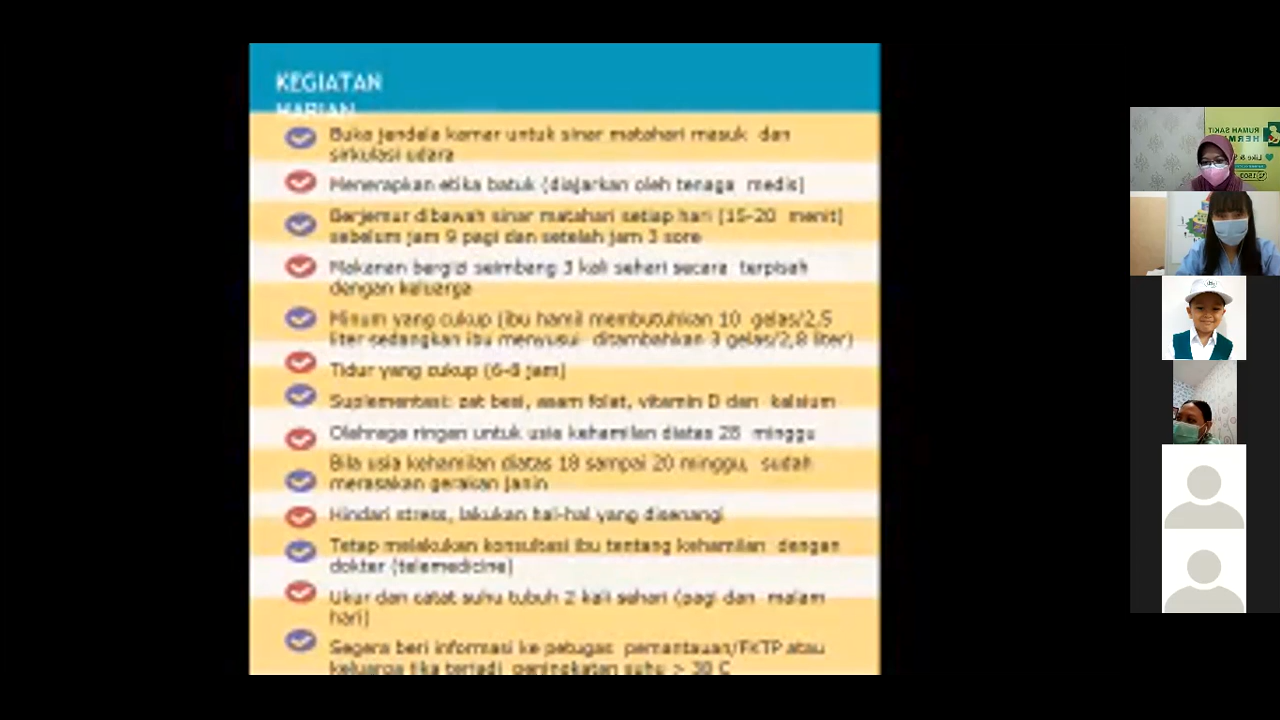 KEGIATAN
HARIAN
Buka jendela kamar untuk sinar matahari masuk dan
sirkulasi udara
Menerapkan etika batuk (diajarkan oleh tenaga medis)
Berjemur dibawah sinar matahari setiap hari (15-20 menit)
sebelum jam 9 pagi dan setelah jam 3 sore
Makanan bergizi seimbang 3 kali sehari secara terpisah
dengan keluarga
Minum yang cukup (ibu hamil membutuhkan 10 gelas/2,5
liter sedangkan ibu menyusui ditambahkan 3 gelas/2,8 liter)
Tidur yang cukup (6-8 jam)
Suplementasi: zat besi, asam folat, vitamin D dan kalsium
Olahraga ringan untuk usia kehamilan diatas 28 minggu
Bila usia kehamilan diatas 18 sampai 20 minggu, sudah
merasakan gerakan janin
Hindari stress, lakukan hal-hal yang disenangi
Tetap melakukan konsultasi ibu tentang kehamilan dengan
dokter (telemedicine)
Ukur dan catat suhu tubuh 2 kali sehari (pagi dan malam
hari)
Segera beri informasi ke petugas pemantauan/FKTP atau
keluarga jika terjadi peningkatan suhu > 38 C
RUMAH SAKIT